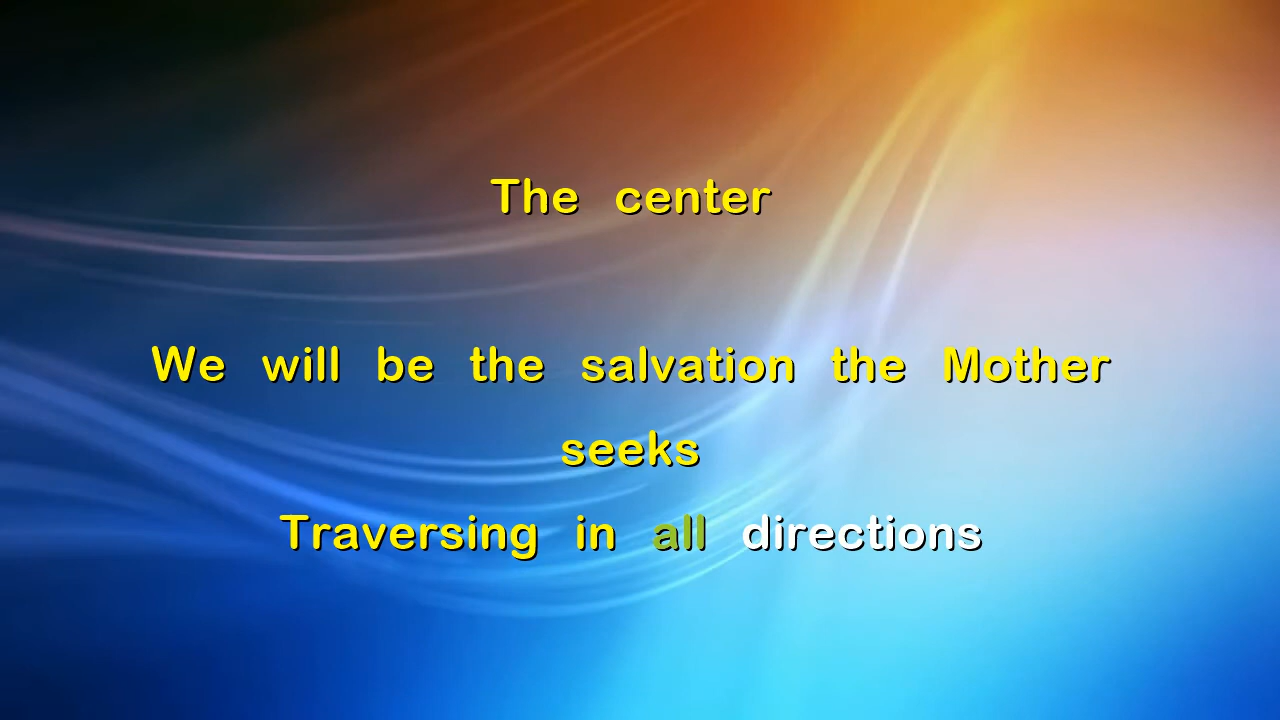 The center
We will be the salvation the Mother
seeks
Traversing in all directions